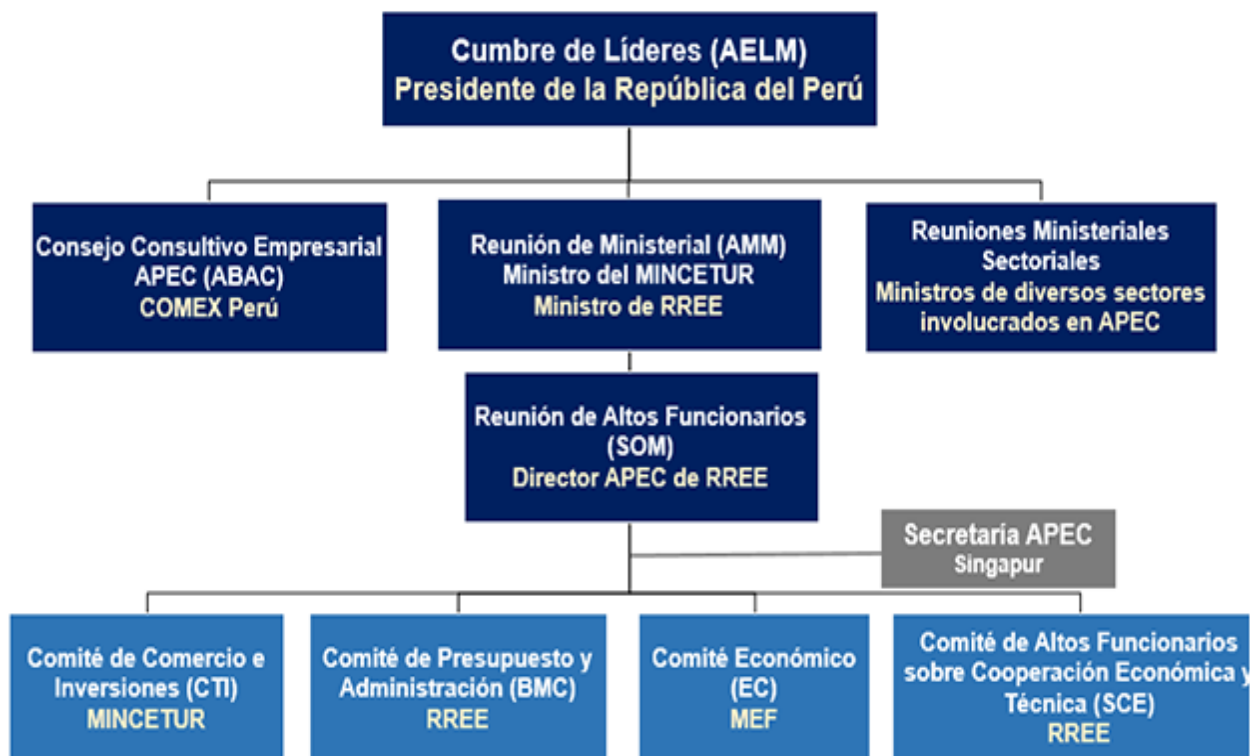 Cumbre de Líderes (AELM)
Presidente de la República del Perú
Consejo Consultivo Empresarial
APEC (ABAC)
COMEX Perú
Reunión de Ministerial (AMM)
Ministro del MINCETUR
Ministro de RREE
Reuniones Ministeriales
Sectoriales
Ministros de diversos sectores
involucrados en APEC
Reunión de Altos Funcionarios
(SOM)
Director APEC de RREE
Secretaría APEC
Singapur
Comité de Comercio e
Inversiones (CTI)
MINCETUR
Comité de Presupuesto y
Administración (BMC)
RREE
Comité Económico
(EC)
MEF
Comité de Altos Funcionarios
sobre Cooperación Económica y
Técnica (SCE)
RREE